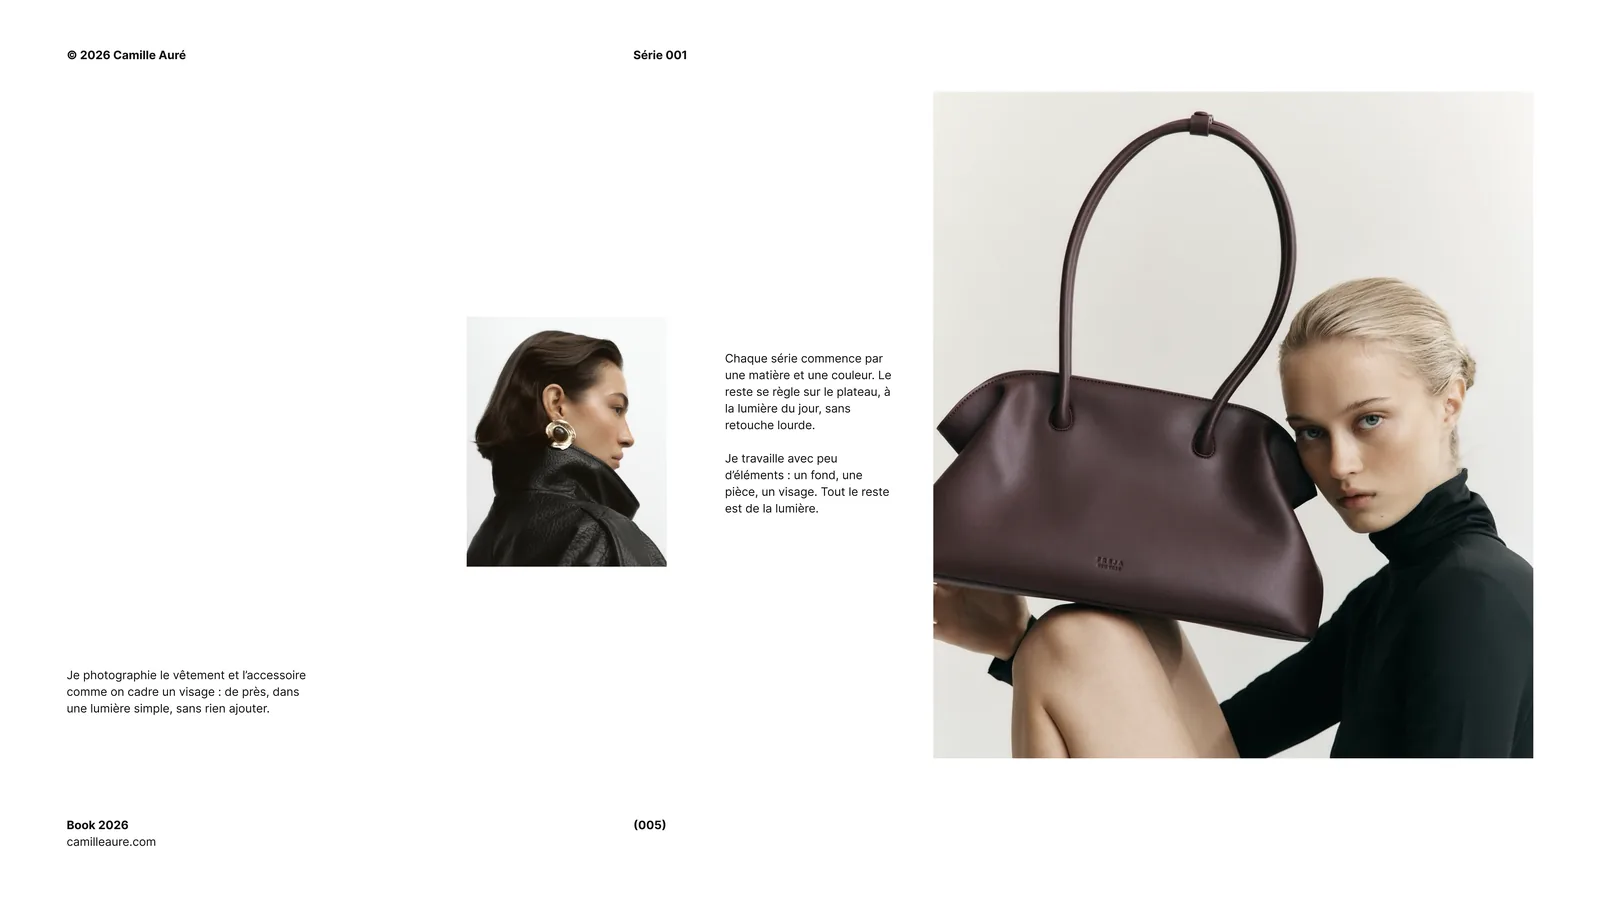 © 2026 Camille Auré
Série 001
Chaque série commence par
une matière et une couleur. Le
reste se règle sur le plateau, à
la lumière du jour, sans
retouche lourde.
Je travaille avec peu
d’éléments : un fond, une
pièce, un visage. Tout le reste
est de la lumière.
Je photographie le vêtement et l’accessoire
comme on cadre un visage : de près, dans
une lumière simple, sans rien ajouter.
Book 2026
camilleaure.com
(005)